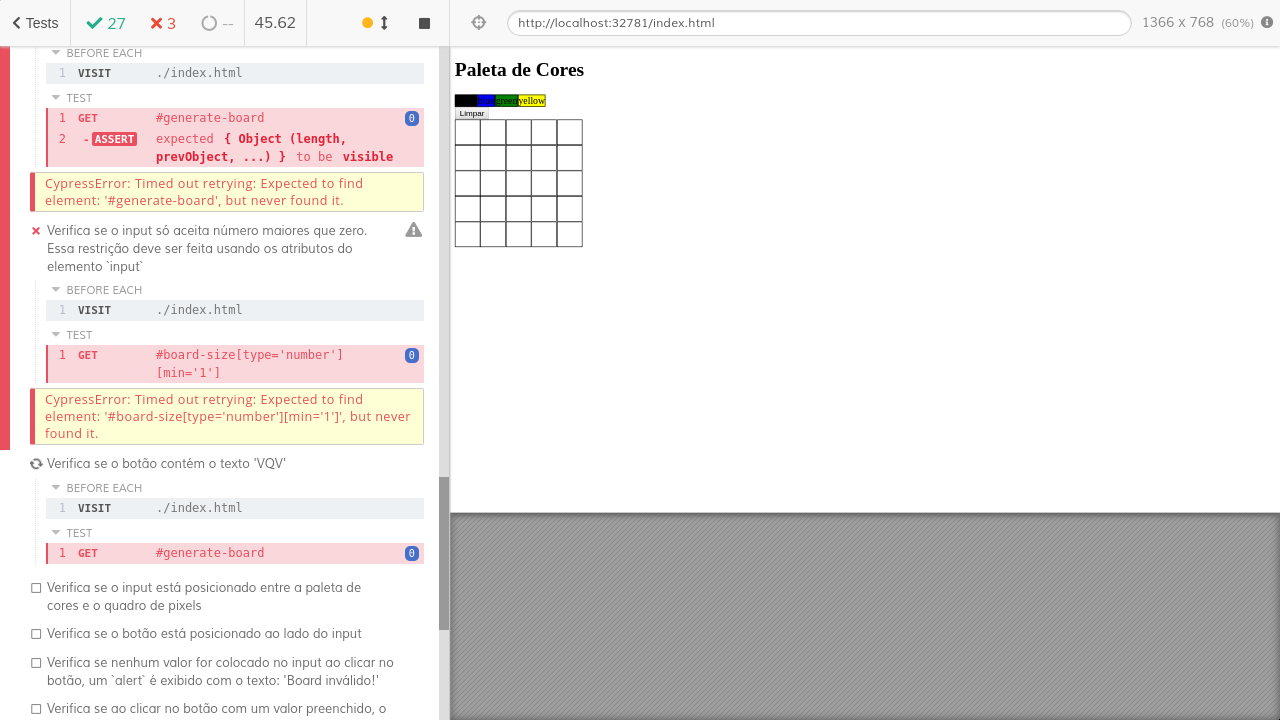 Tests 27 3 -- 45.62 http://localhost:32781/index.html 1366 x 768 (60%)
BEFORE EACH
1 VISIT ./index.html
TEST
1 GET #generate-board 0
2 -ASSERT expected { Object (length,
prevObject, ...) } to be visible
CypressError: Timed out retrying: Expected to find
element: '#generate-board', but never found it.
Verifica se o input só aceita número maiores que zero.
Essa restrição deve ser feita usando os atributos do
elemento `input`
BEFORE EACH
1 VISIT ./index.html
TEST
1 GET #board-size[type='number'] 0
[min='1']
CypressError: Timed out retrying: Expected to find
element: '#board-size[type='number'][min='1']', but never
found it.
Verifica se o botão contém o texto 'VQV'
BEFORE EACH
1 VISIT ./index.html
TEST
1 GET #generate-board 0
Verifica se o input está posicionado entre a paleta de
cores e o quadro de pixels
Verifica se o botão está posicionado ao lado do input
Verifica se nenhum valor for colocado no input ao clicar no
botão, um `alert` é exibido com o texto: 'Board inválido!'
Verifica se ao clicar no botão com um valor preenchido, o
Paleta de Cores
green yellow
Limpar